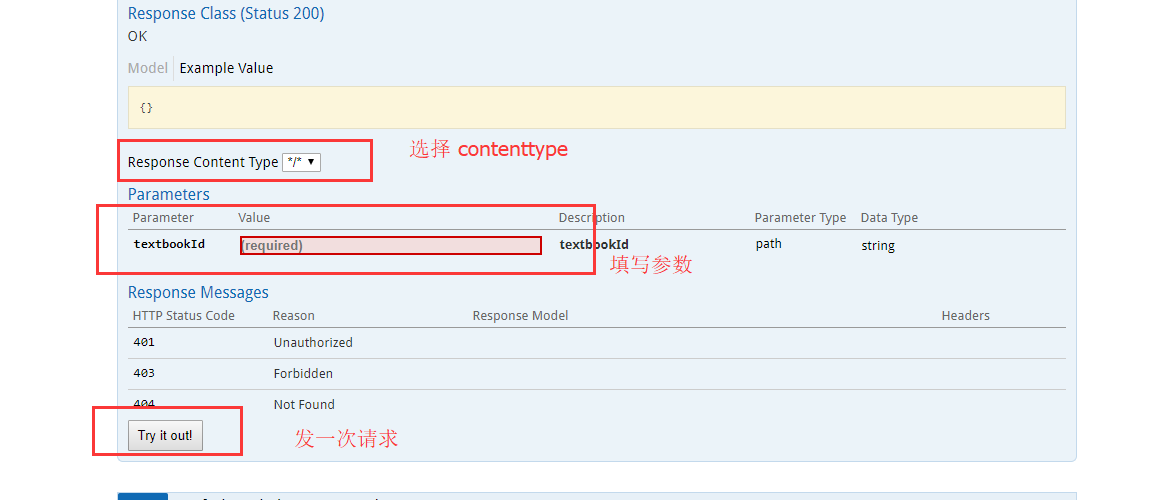 Response Class (Status 200)
OK
Model Example Value
{}
选择 contenttype
Response Content Type */*
Parameters
Parameter Value Description Parameter Type Data Type
textbookId (required) textbookId path string
填写参数
Response Messages
HTTP Status Code Reason Response Model Headers
401 Unauthorized
403 Forbidden
404 Not Found
Try it out!
发一次请求